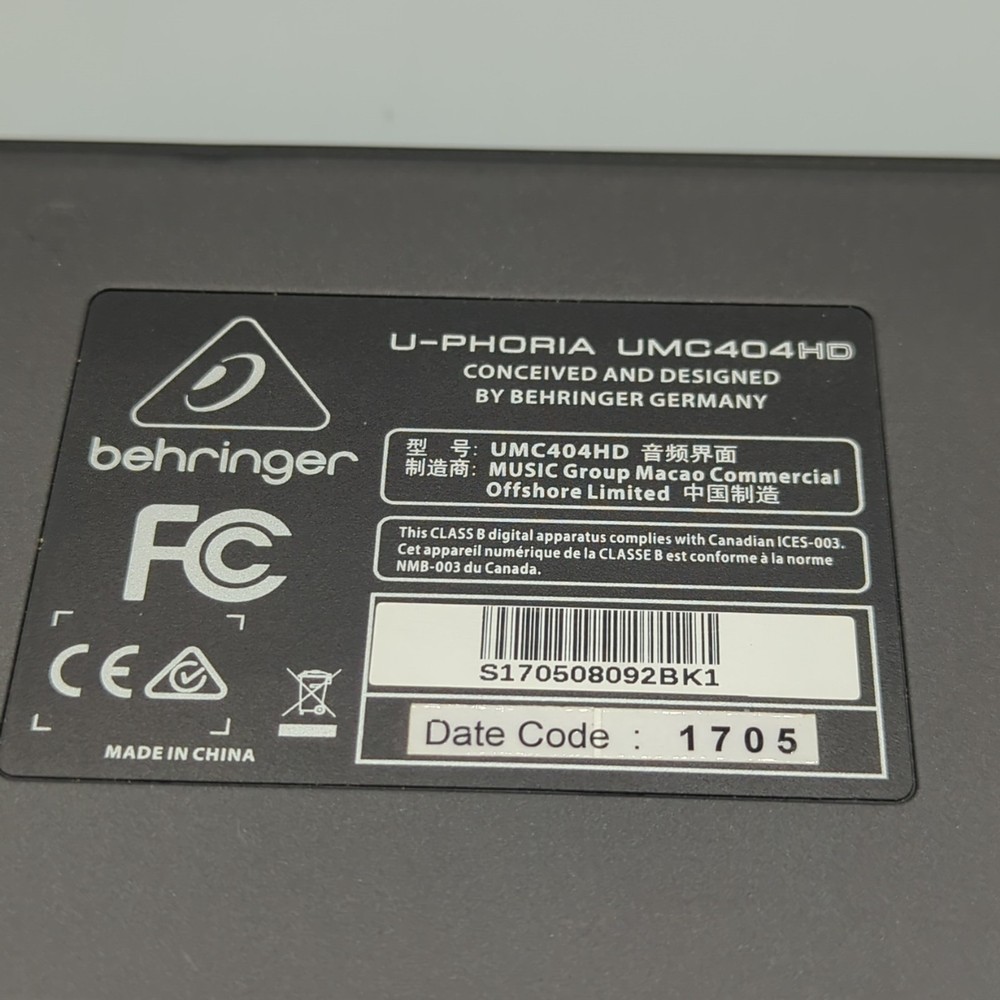 U-PHORIA UMC404HD
CONCEIVED AND DESIGNED
BY BEHRINGER GERMANY
behringer
型 号: UMC404HD 音频界面
制造商: MUSIC Group Macao Commercial
Offshore Limited 中国制造
FC
This CLASS B digital apparatus complies with Canadian ICES-003.
Cet appareil numérique de la CLASSE B est conforme à la norme
NMB-003 du Canada.
CE
S170508092BK1
Date Code : 1705
MADE IN CHINA